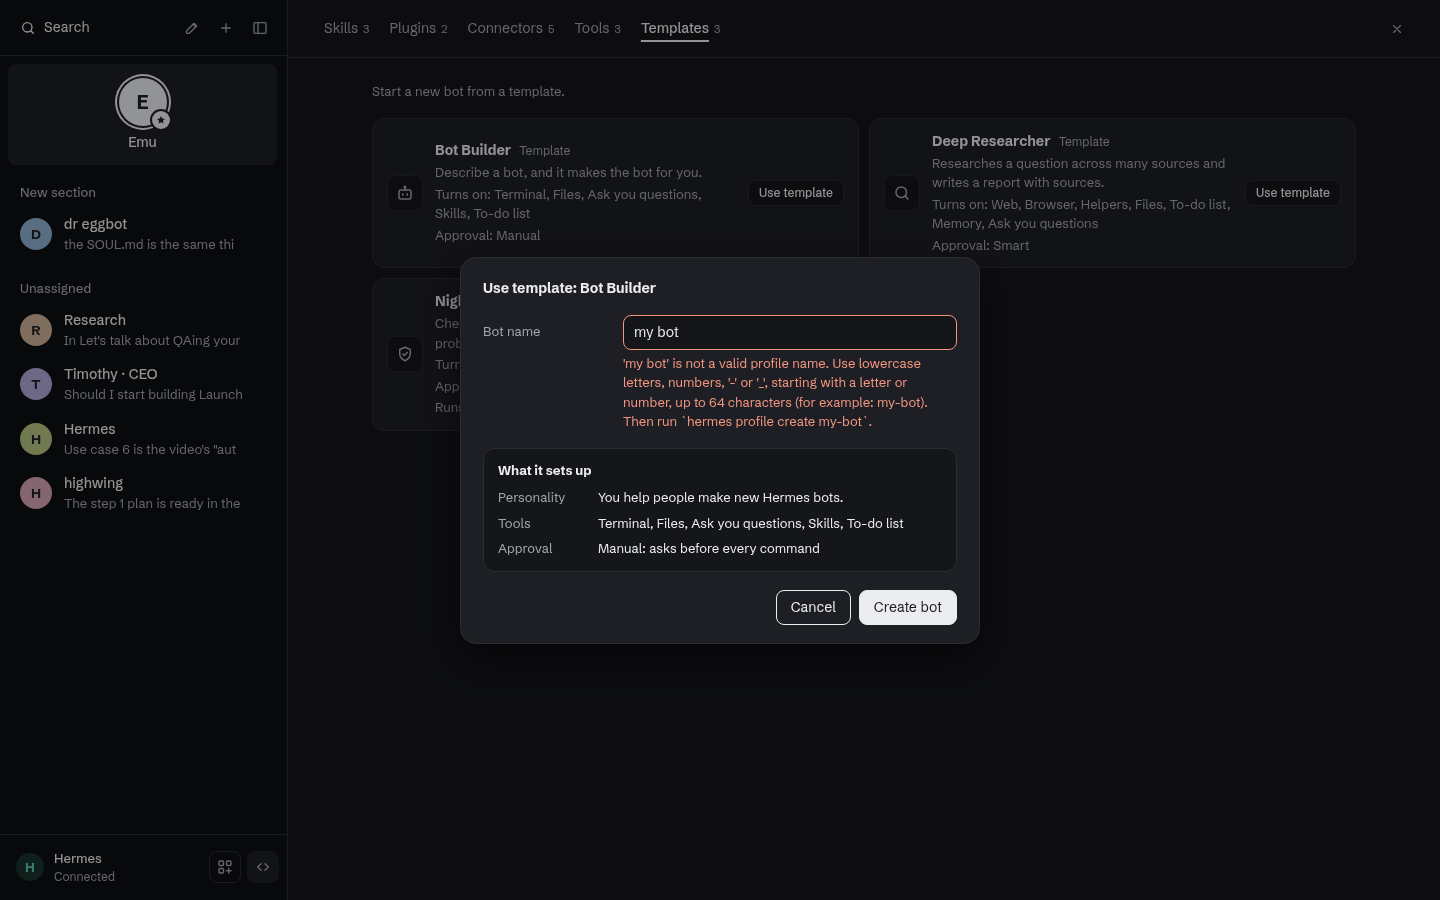 Search
Skills 3
Plugins 2
Connectors 5
Tools 3
Templates 3
E
Emu
New section
D
dr eggbot
the SOUL.md is the same thi
Unassigned
R
Research
In Let's talk about QAing your
T
Timothy · CEO
Should I start building Launch
H
Hermes
Use case 6 is the video's "aut
H
highwing
The step 1 plan is ready in the
H
Hermes
Connected
Start a new bot from a template.
Bot Builder Template
Describe a bot, and it makes the bot for you.
Turns on: Terminal, Files, Ask you questions,
Skills, To-do list
Approval: Manual
Use template
Deep Researcher Template
Researches a question across many sources and
writes a report with sources.
Turns on: Web, Browser, Helpers, Files, To-do list,
Memory, Ask you questions
Approval: Smart
Use template
Use template: Bot Builder
Bot name
my bot
'my bot' is not a valid profile name. Use lowercase
letters, numbers, '-' or '_', starting with a letter or
number, up to 64 characters (for example: my-bot).
Then run `hermes profile create my-bot`.
What it sets up
Personality You help people make new Hermes bots.
Tools Terminal, Files, Ask you questions, Skills, To-do list
Approval Manual: asks before every command
Cancel
Create bot